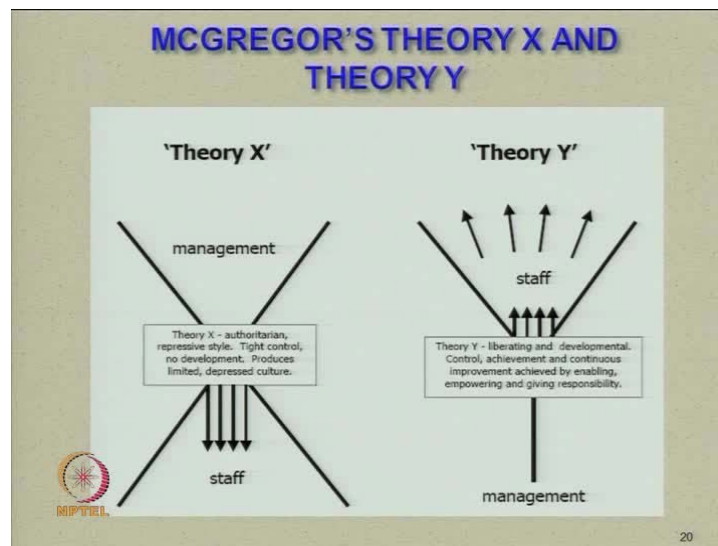 MCGREGOR'S THEORY X AND
THEORY Y
'Theory X'
management
Theory X - authoritarian,
repressive style. Tight control,
no development. Produces
limited, depressed culture.
staff
'Theory Y'
staff
Theory Y - liberating and developmental.
Control, achievement and continuous
improvement achieved by enabling,
empowering and giving responsibility.
management
NPTEL
20